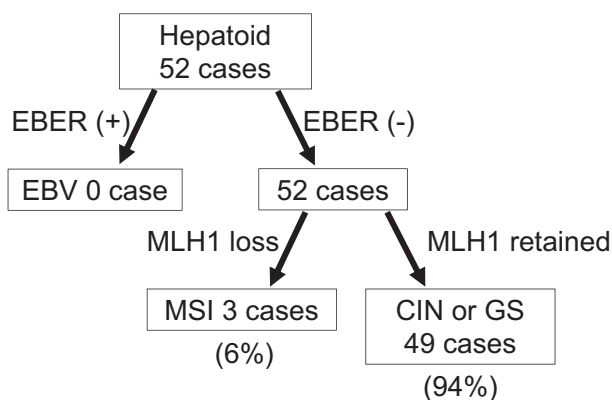 Hepatoid
52 cases
EBER (+)
EBER (-)
EBV 0 case
52 cases
MLH1 loss
MLH1 retained
MSI 3 cases
CIN or GS
49 cases
(6%)
(94%)